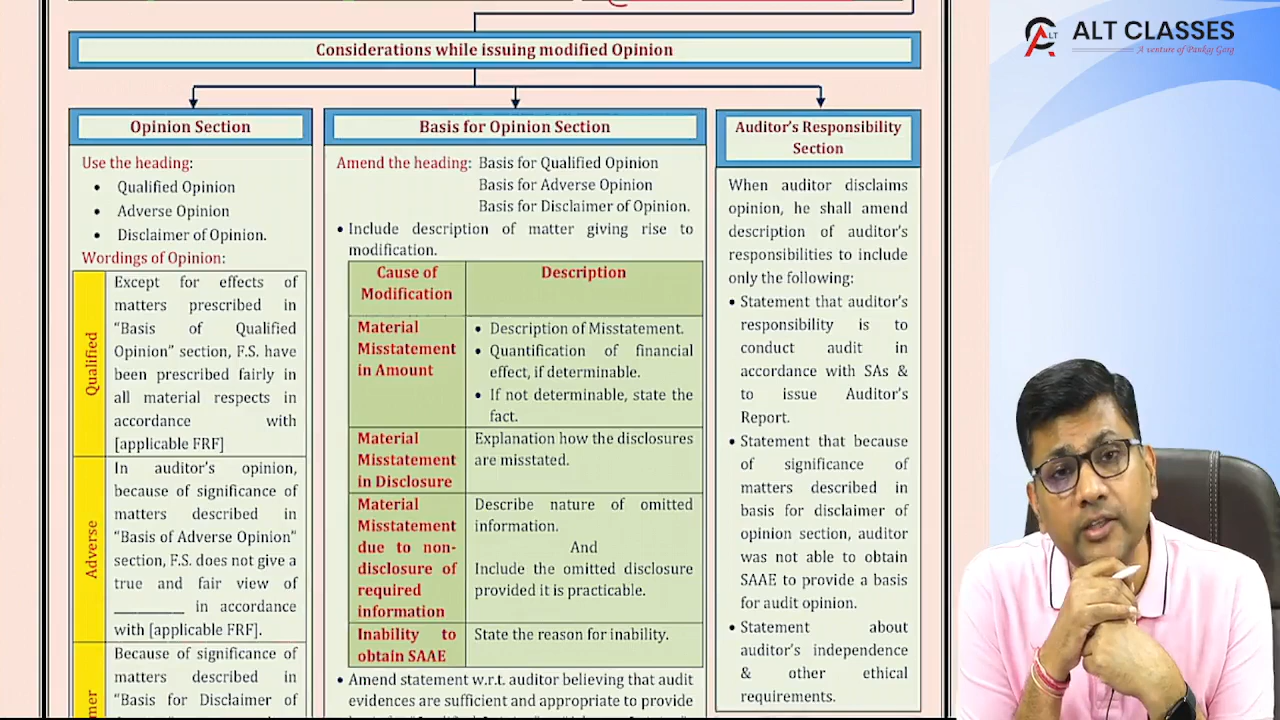 ALT
ALT CLASSES
A venture of Pankaj Garg
Considerations while issuing modified Opinion
Opinion Section
Use the heading:
• Qualified Opinion
• Adverse Opinion
• Disclaimer of Opinion.
Wordings of Opinion:
Qualified
Except for effects of
matters prescribed in
“Basis of Qualified
Opinion” section, F.S. have
been prescribed fairly in
all material respects in
accordance with
[applicable FRF]
Adverse
In auditor’s opinion,
because of significance of
matters described in
“Basis of Adverse Opinion”
section, F.S. does not give a
true and fair view of
__________ in accordance
with [applicable FRF].
mer
Because of significance of
matters described in
“Basis for Disclaimer of
Basis for Opinion Section
Amend the heading: Basis for Qualified Opinion
Basis for Adverse Opinion
Basis for Disclaimer of Opinion.
• Include description of matter giving rise to
modification.
Cause of
Modification
Description
Material
Misstatement
in Amount
• Description of Misstatement.
• Quantification of financial
effect, if determinable.
• If not determinable, state the
fact.
Material
Misstatement
in Disclosure
Explanation how the disclosures
are misstated.
Material
Misstatement
due to non-
disclosure of
required
information
Describe nature of omitted
information.
And
Include the omitted disclosure
provided it is practicable.
Inability to
obtain SAAE
State the reason for inability.
• Amend statement w.r.t. auditor believing that audit
evidences are sufficient and appropriate to provide
Auditor’s Responsibility
Section
When auditor disclaims
opinion, he shall amend
description of auditor’s
responsibilities to include
only the following:
• Statement that auditor’s
responsibility is to
conduct audit in
accordance with SAs &
to issue Auditor’s
Report.
• Statement that because
of significance of
matters described in
basis for disclaimer of
opinion section, auditor
was not able to obtain
SAAE to provide a basis
for audit opinion.
• Statement about
auditor’s independence
& other ethical
requirements.